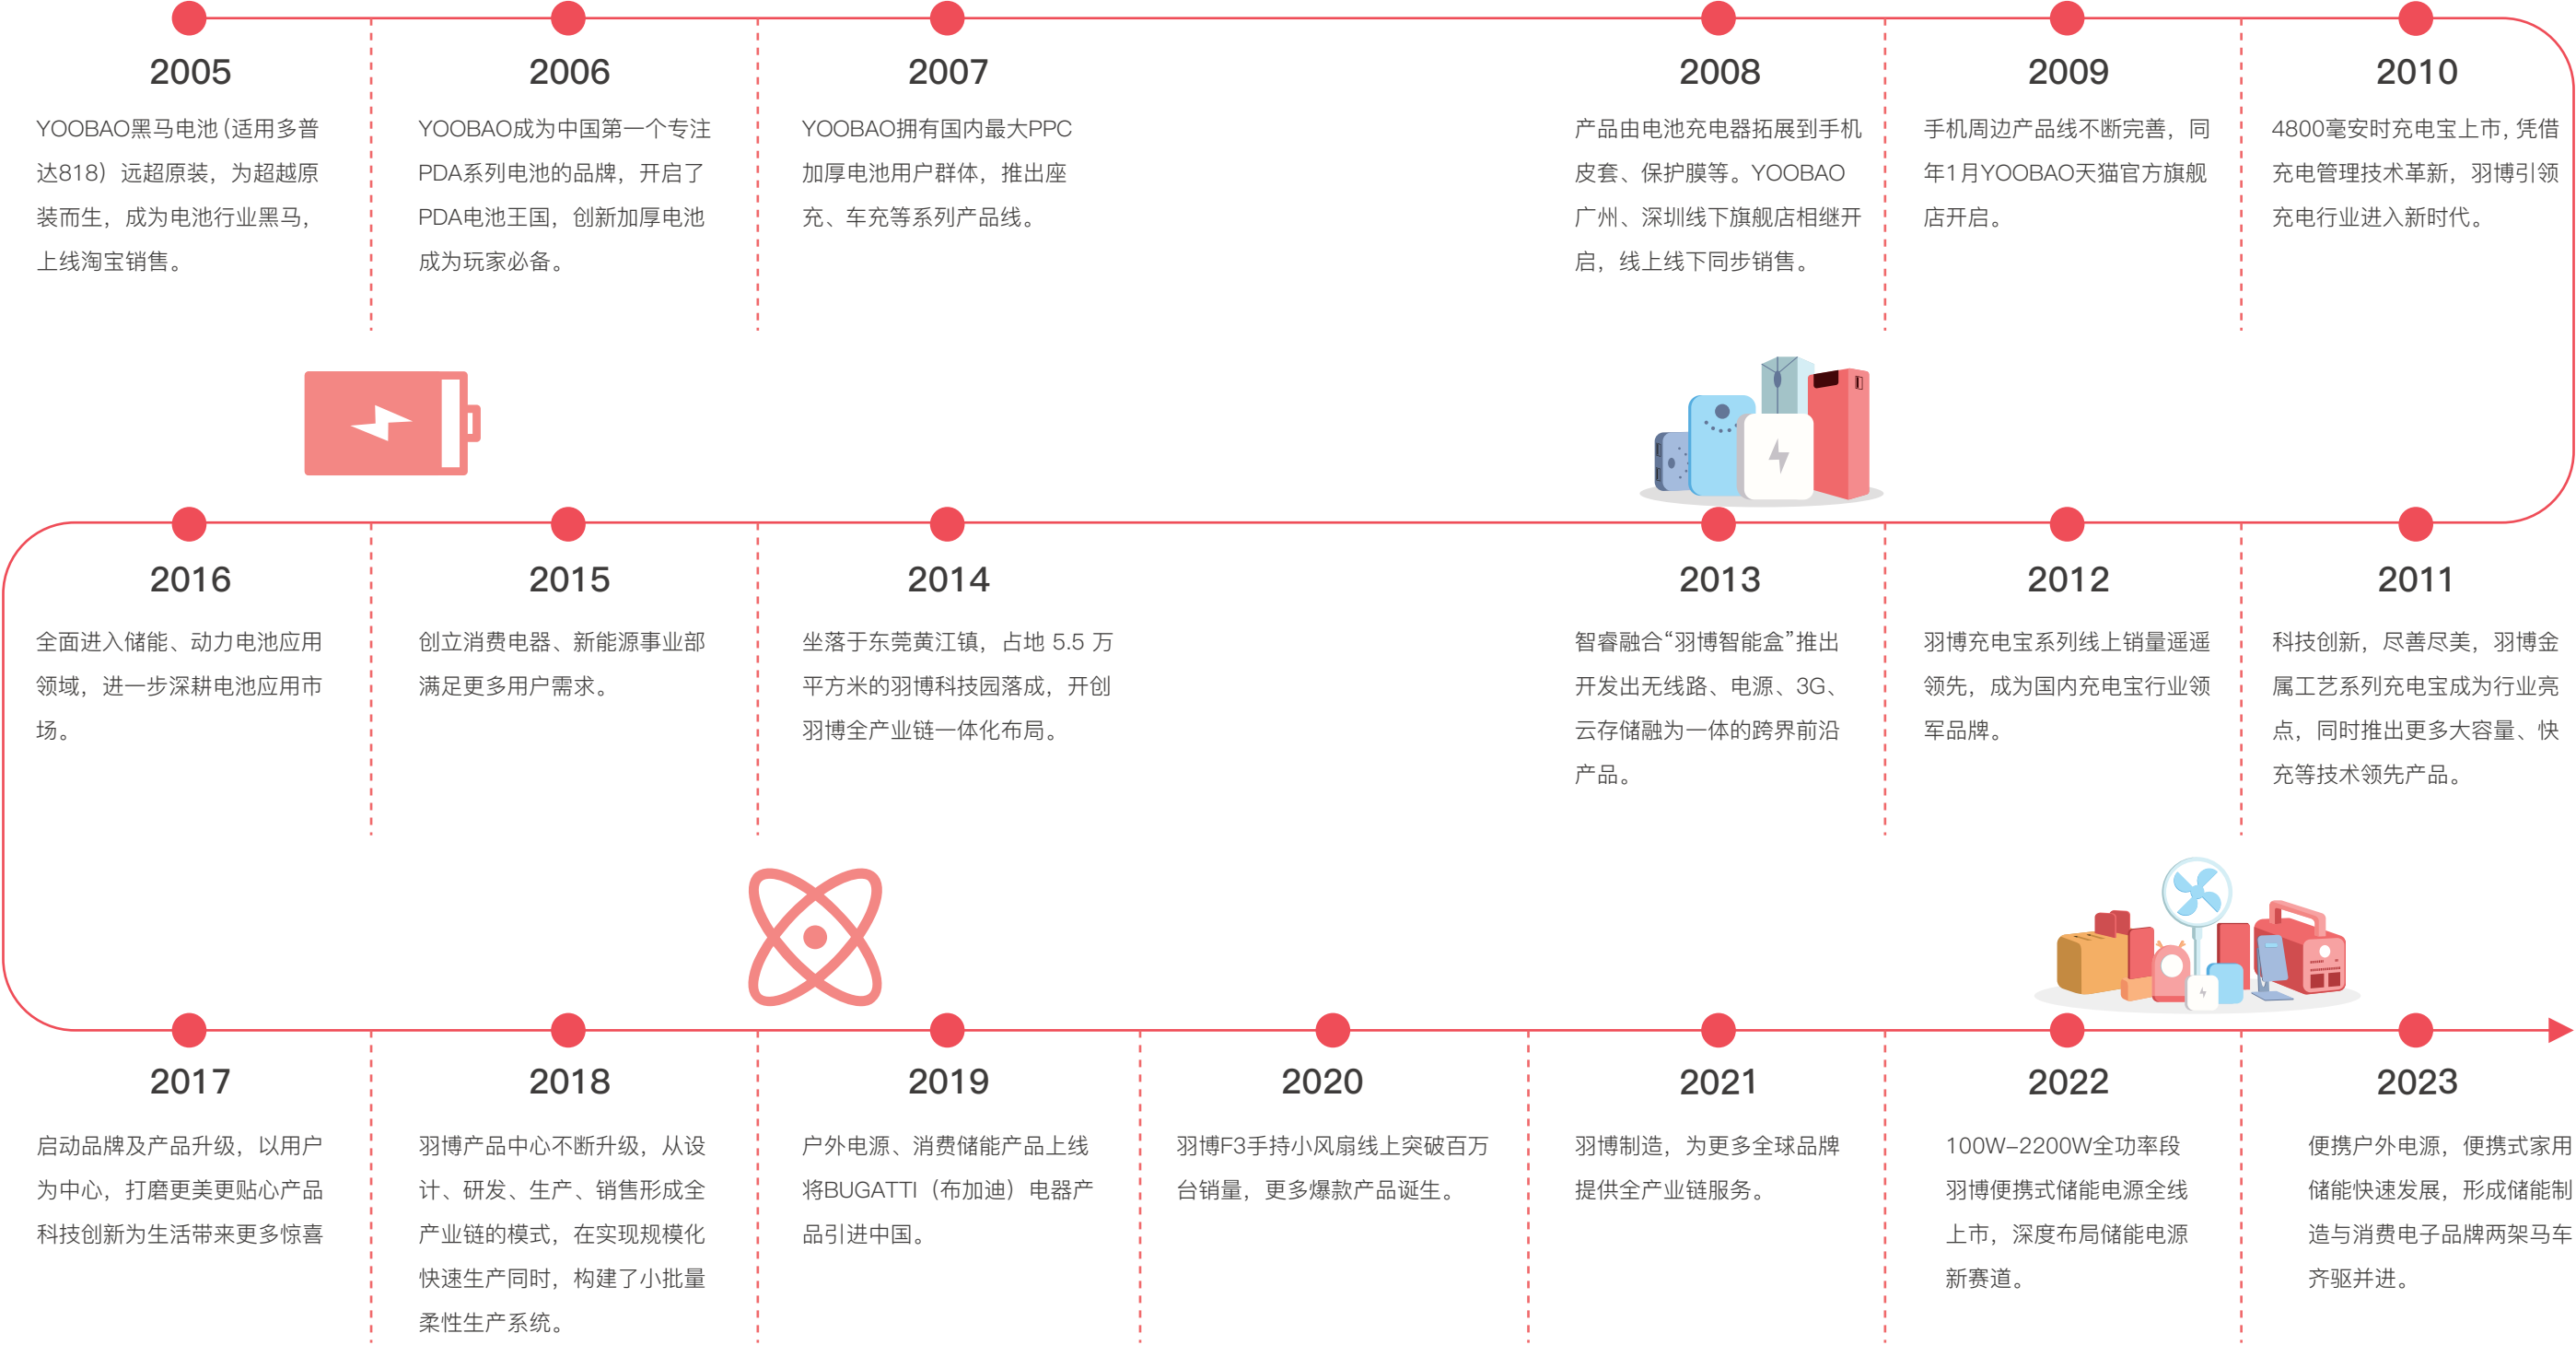 2005
YOOBAO黑马电池（适用多普
达818）远超原装，为超越原
装而生，成为电池行业黑马，
上线淘宝销售。
2006
YOOBAO成为中国第一个专注
PDA系列电池的品牌，开启了
PDA电池王国，创新加厚电池
成为玩家必备。
2007
YOOBAO拥有国内最大PPC
加厚电池用户群体，推出座
充、车充等系列产品线。
2008
产品由电池充电器拓展到手机
皮套、保护膜等。YOOBAO
广州、深圳线下旗舰店相继开
启，线上线下同步销售。
2009
手机周边产品线不断完善，同
年1月YOOBAO天猫官方旗舰
店开启。
2010
4800毫安时充电宝上市，凭借
充电管理技术革新，羽博引领
充电行业进入新时代。
2016
全面进入储能、动力电池应用
领域，进一步深耕电池应用市
场。
2015
创立消费电器、新能源事业部
满足更多用户需求。
2014
坐落于东莞黄江镇，占地 5.5 万
平方米的羽博科技园落成，开创
羽博全产业链一体化布局。
2013
智睿融合“羽博智能盒”推出
开发出无线路、电源、3G、
云存储融为一体的跨界前沿
产品。
2012
羽博充电宝系列线上销量遥遥
领先，成为国内充电宝行业领
军品牌。
2011
科技创新，尽善尽美，羽博金
属工艺系列充电宝成为行业亮
点，同时推出更多大容量、快
充等技术领先产品。
2017
启动品牌及产品升级，以用户
为中心，打磨更美更贴心产品
科技创新为生活带来更多惊喜
2018
羽博产品中心不断升级，从设
计、研发、生产、销售形成全
产业链的模式，在实现规模化
快速生产同时，构建了小批量
柔性生产系统。
2019
户外电源、消费储能产品上线
将BUGATTI（布加迪）电器产
品引进中国。
2020
羽博F3手持小风扇线上突破百万
台销量，更多爆款产品诞生。
2021
羽博制造，为更多全球品牌
提供全产业链服务。
2022
100W–2200W全功率段
羽博便携式储能电源全线
上市，深度布局储能电源
新赛道。
2023
便携户外电源，便携式家用
储能快速发展，形成储能制
造与消费电子品牌两架马车
齐驱并进。